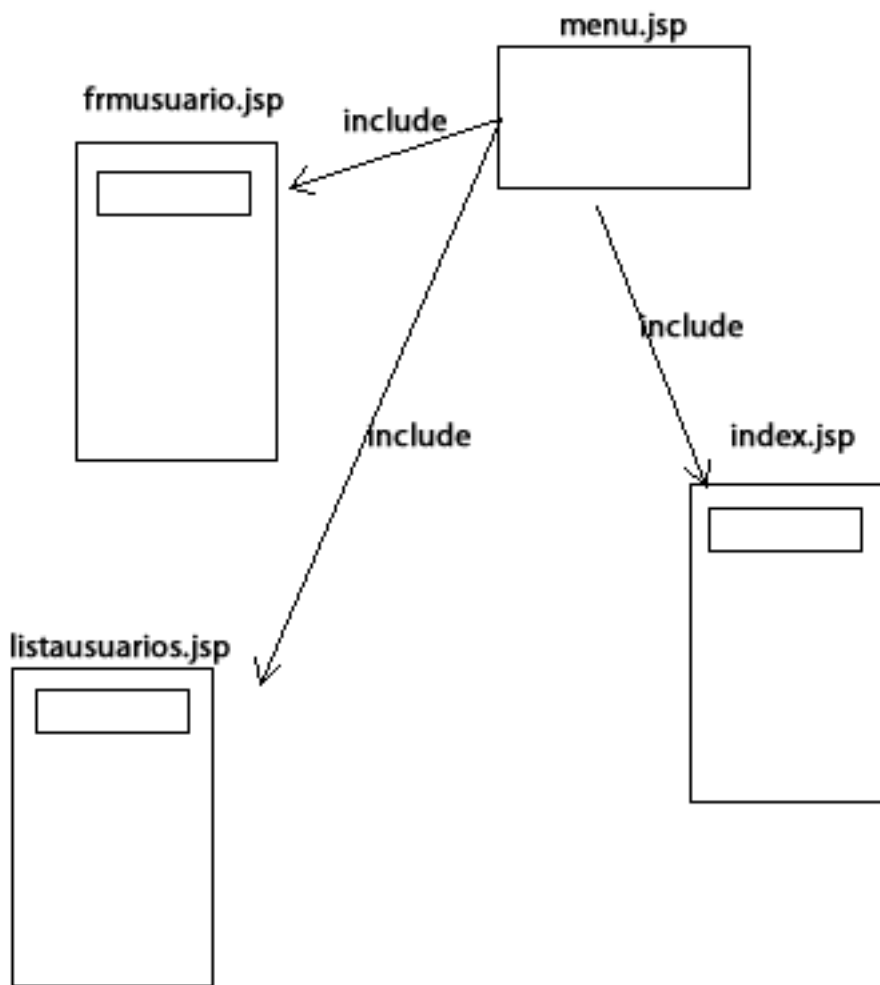 menu.jsp
frmusuario.jsp
include
include
include
index.jsp
listausuarios.jsp